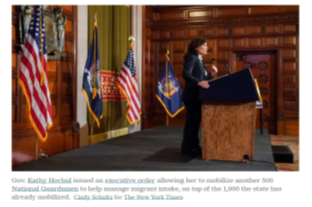 Gov. Kathy Hochul issued an executive order allowing her to mobilize another 500
National Guardsmen to help manage migrant intake, on top of the 1,000 the state has
already mobilized. Cindy Schultz for The New York Times